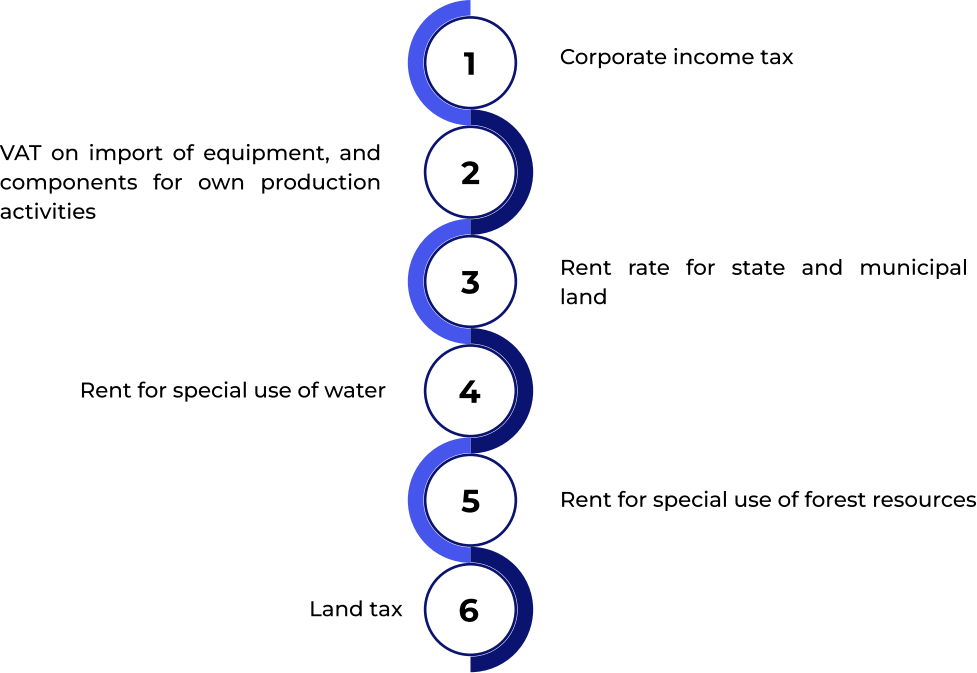 1
Corporate income tax
VAT on import of equipment, and
components for own production
activities
2
3
Rent rate for state and municipal
land
Rent for special use of water
4
5
Rent for special use of forest resources
Land tax
6